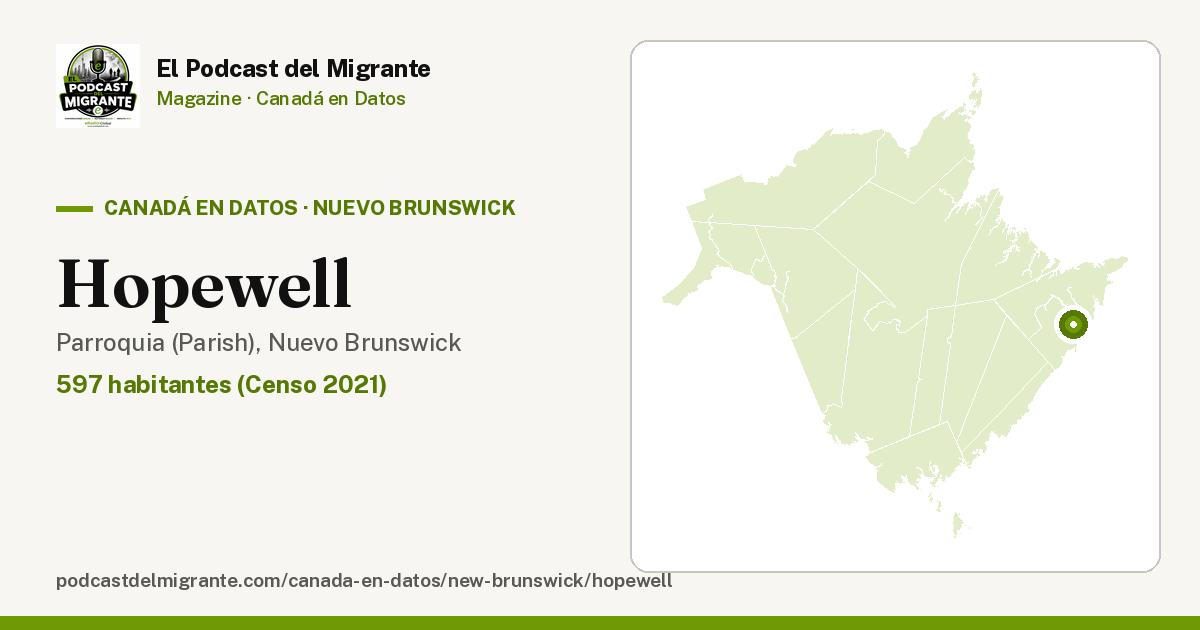 El Podcast del Migrante
Magazine · Canadá en Datos
EL
PODCAST
DEL
MIGRANTE
CANADÁ EN DATOS · NUEVO BRUNSWICK
Hopewell
Parroquia (Parish), Nuevo Brunswick
597 habitantes (Censo 2021)
podcastdelmigrante.com/canada-en-datos/new-brunswick/hopewell